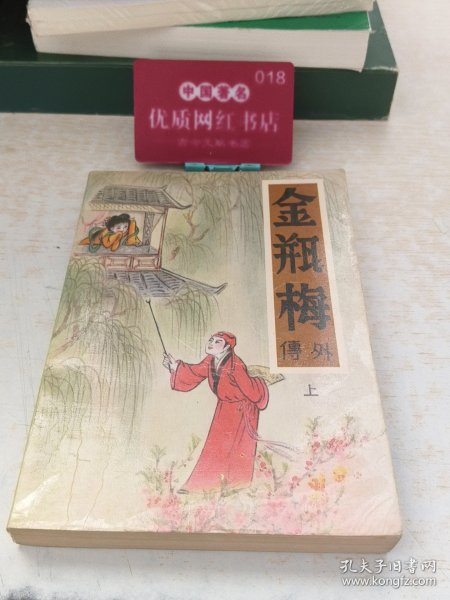 018
中国著名
优质网红书店
金瓶梅
外傳
上
孔夫子旧书网
www.kongfz.com